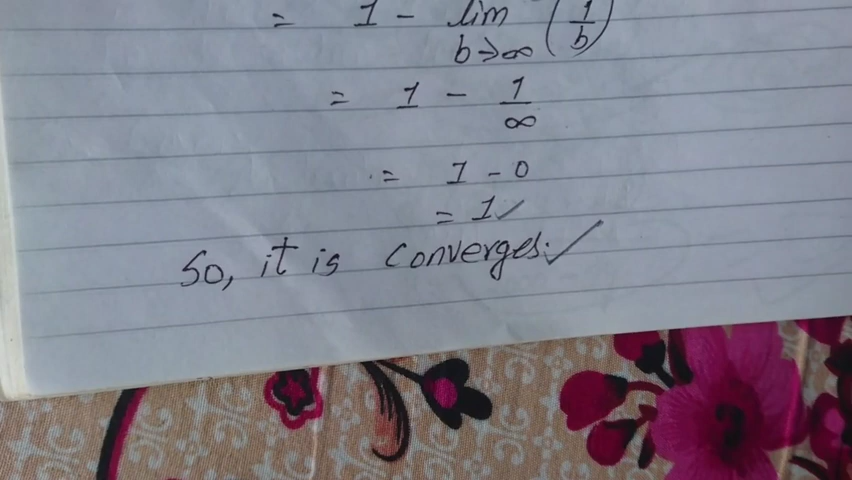 = 1 - lim b→∞ (1/b)
= 1 - 1/∞
= 1 - 0
= 1 ✓
So, it is converges. ✓